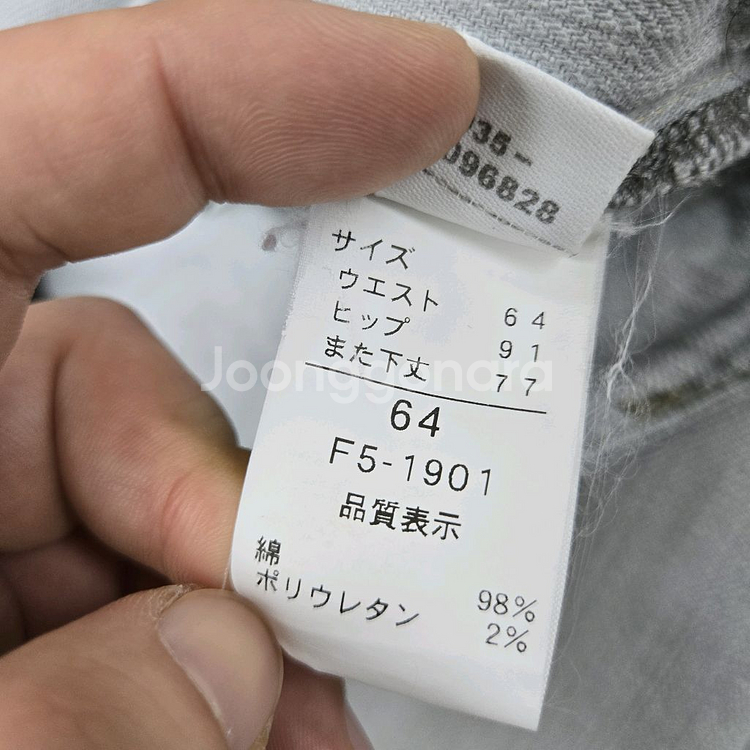 35-
096828
サイズ
ウエスト 64
ヒップ 91
また下丈 77
Joonggonara
64
F5-1901
品質表示
綿 98%
ポリウレタン 2%